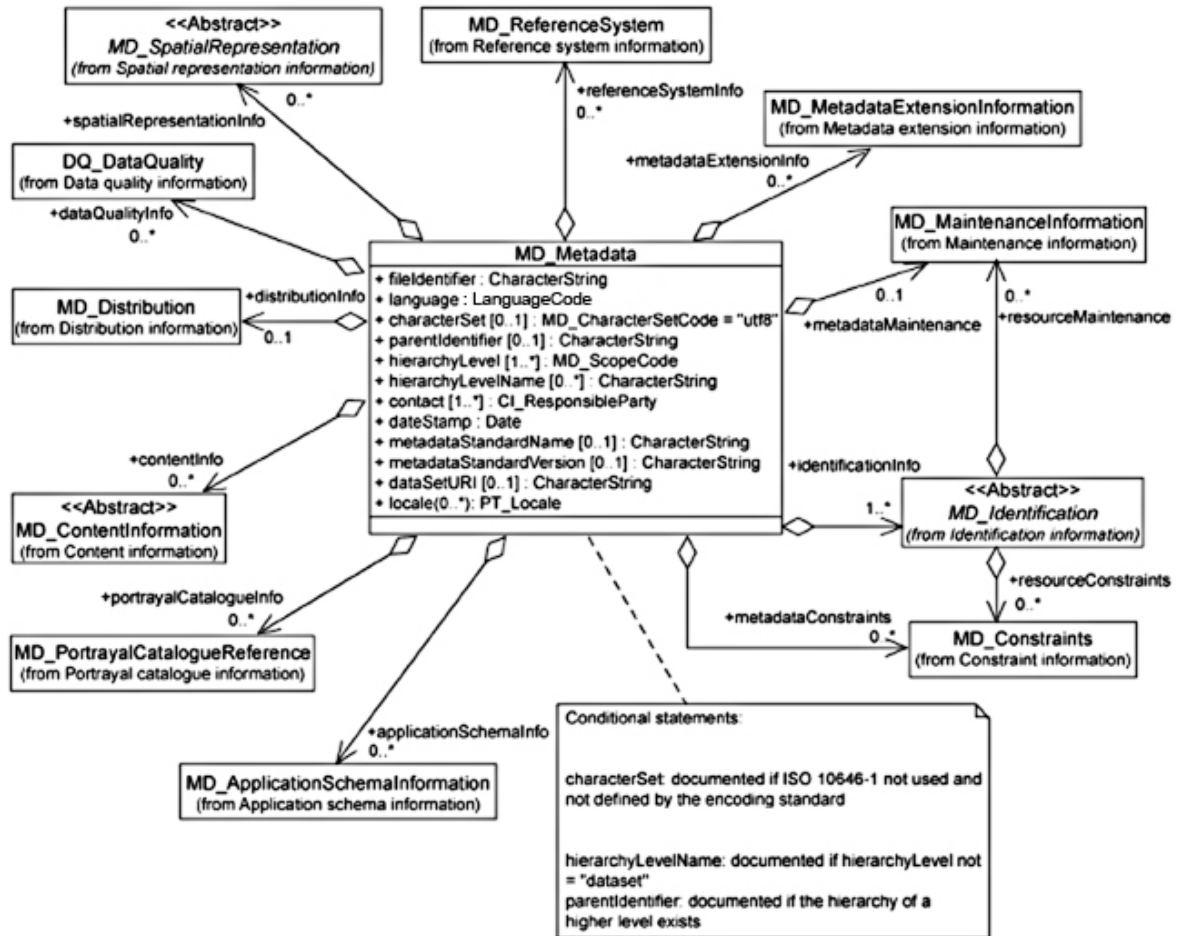 <<Abstract>>
MD_SpatialRepresentation
(from Spatial representation information)
0..*
+spatialRepresentationInfo
MD_ReferenceSystem
(from Reference system information)
+referenceSystemInfo
0..*
MD_MetadataExtensionInformation
(from Metadata extension information)
+metadataExtensionInfo
0..*
DQ_DataQuality
(from Data quality information)
+dataQualityInfo
0..*
MD_MaintenanceInformation
(from Maintenance information)
0..1
+metadataMaintenance
0..*
+resourceMaintenance
MD_Distribution
(from Distribution information)
+distributionInfo
0..1
MD_Metadata
+ fileIdentifier : CharacterString
+ language : LanguageCode
+ characterSet [0..1] : MD_CharacterSetCode = "utf8"
+ parentIdentifier [0..1] : CharacterString
+ hierarchyLevel [1..*] : MD_ScopeCode
+ hierarchyLevelName [0..*] : CharacterString
+ contact [1..*] : CI_ResponsibleParty
+ dateStamp : Date
+ metadataStandardName [0..1] : CharacterString
+ metadataStandardVersion [0..1] : CharacterString
+ dataSetURI [0..1] : CharacterString
+ locale(0..*): PT_Locale
+contentInfo
0..*
<<Abstract>>
MD_ContentInformation
(from Content information)
+identificationInfo
1..*
<<Abstract>>
MD_Identification
(from Identification information)
+resourceConstraints
0..*
+metadataConstraints
0..*
MD_Constraints
(from Constraint information)
+portrayalCatalogueInfo
0..*
MD_PortrayalCatalogueReference
(from Portrayal catalogue information)
+applicationSchemaInfo
0..*
MD_ApplicationSchemaInformation
(from Application schema information)
Conditional statements:
characterSet: documented if ISO 10646-1 not used and
not defined by the encoding standard
hierarchyLevelName: documented if hierarchyLevel not
= "dataset"
parentIdentifier: documented if the hierarchy of a
higher level exists